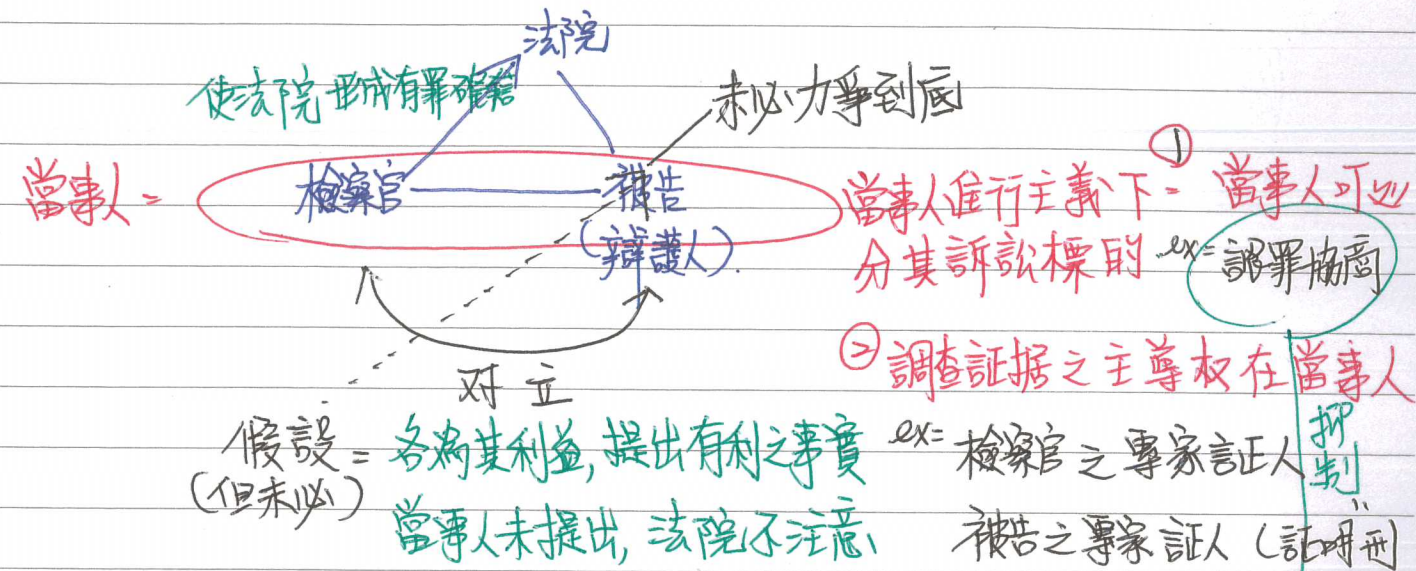 法院
使法院形成有罪確信
未必力爭到底
當事人=
檢察官
被告
(辯護人)
當事人進行主義下= ① 當事人可処
分其訴訟標的 ex=認罪協商
对立
②調查証据之主導权在當事人
假設=各為其利益,提出有利之事實
(但未必)
當事人未提出,法院不注意
ex=檢察官之專家証人
被告之專家証人
抑制